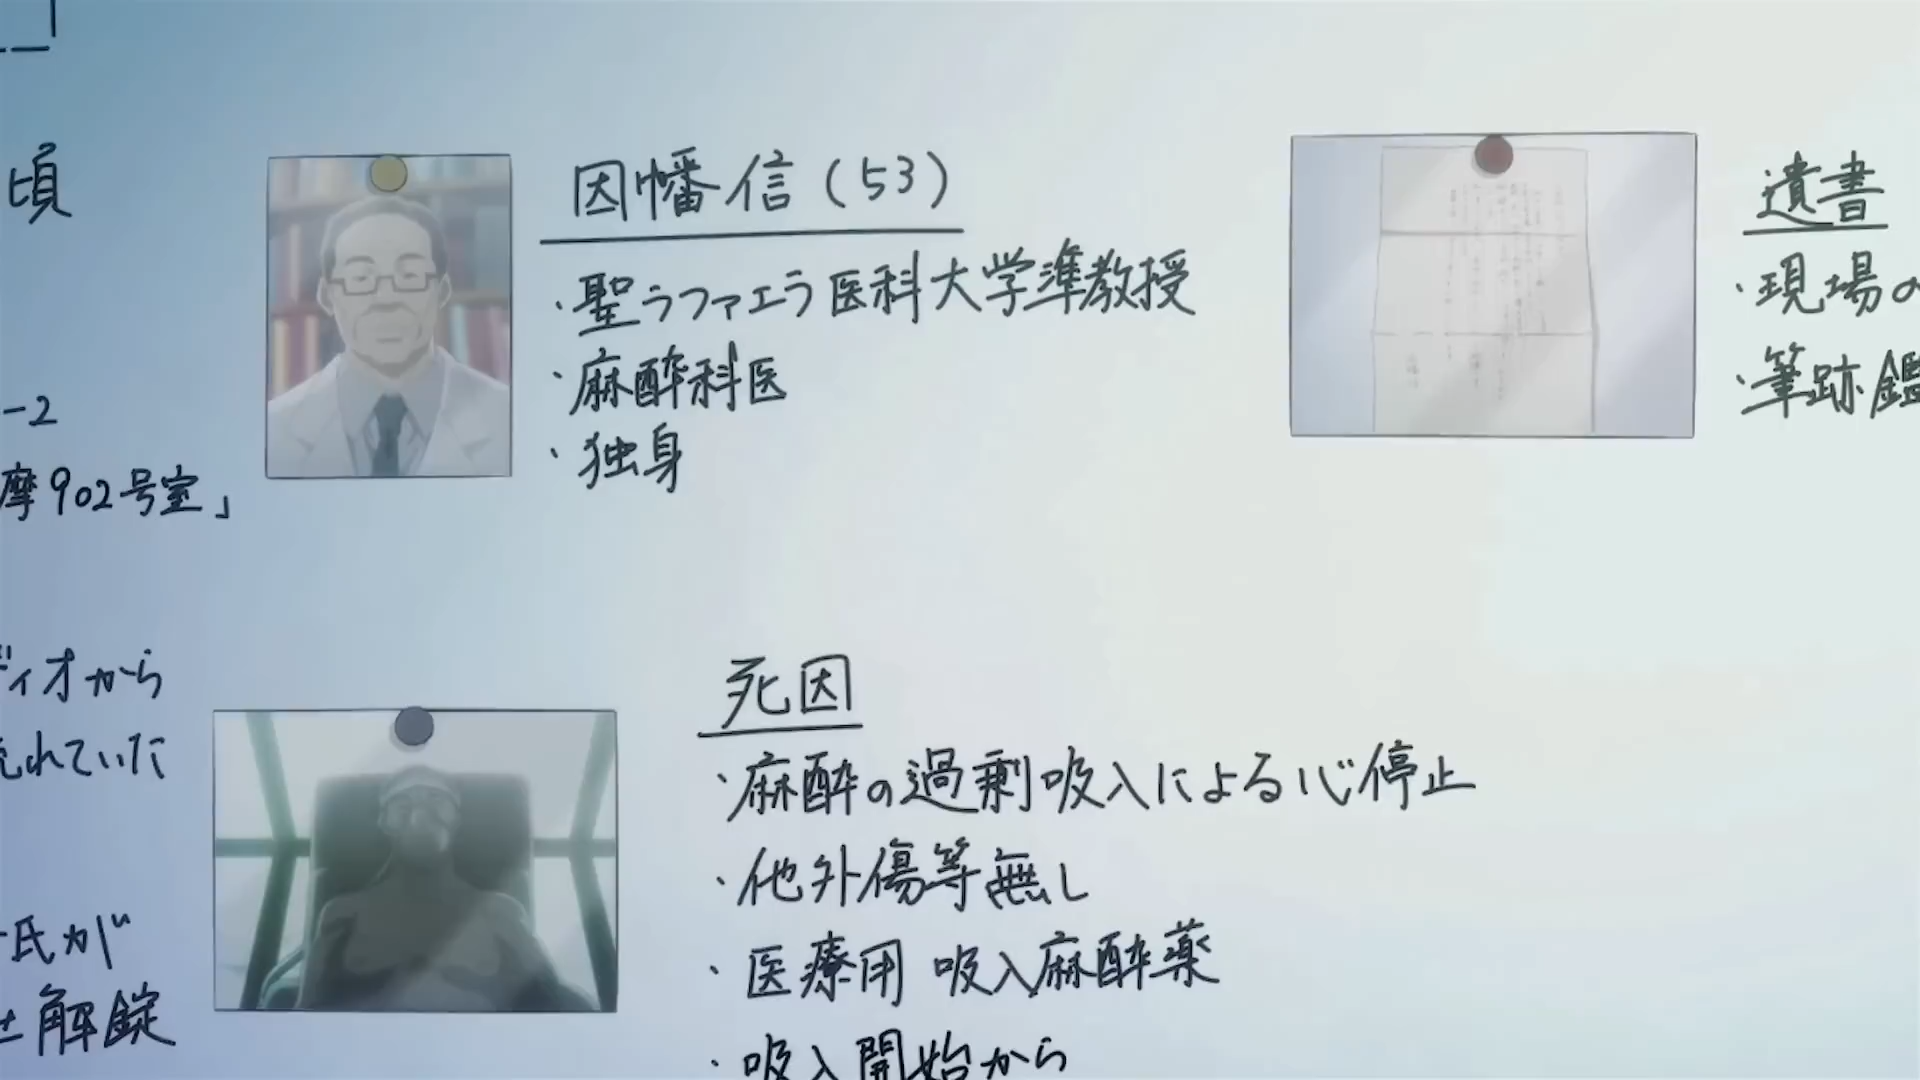 頃
-2
摩902号室」
ディオから
流れていた
氏が
解錠
因幡信(53)
・聖ラファエラ医科大学準教授
・麻酔科医
・独身
遺書
・現場の
・筆跡鑑
死因
・麻酔の過剰吸入による心停止
・他外傷等無し
・医療用 吸入麻酔薬
・吸入開始から